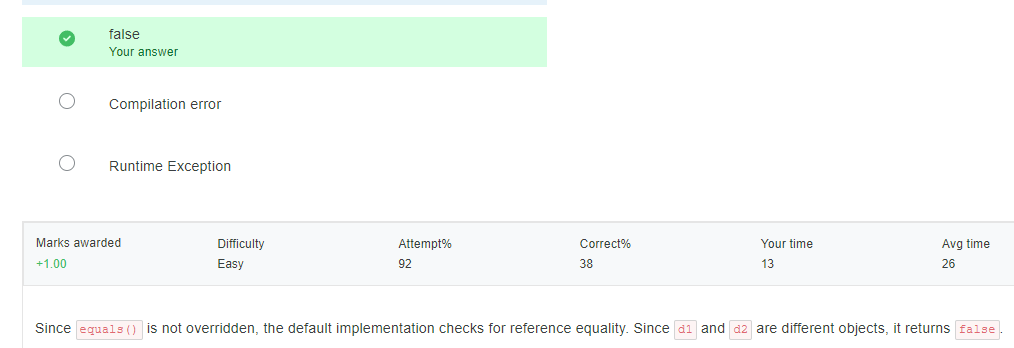 false
Your answer
Compilation error
Runtime Exception
Marks awarded Difficulty Attempt% Correct% Your time Avg time
+1.00 Easy 92 38 13 26
Since equals() is not overridden, the default implementation checks for reference equality. Since d1 and d2 are different objects, it returns false.